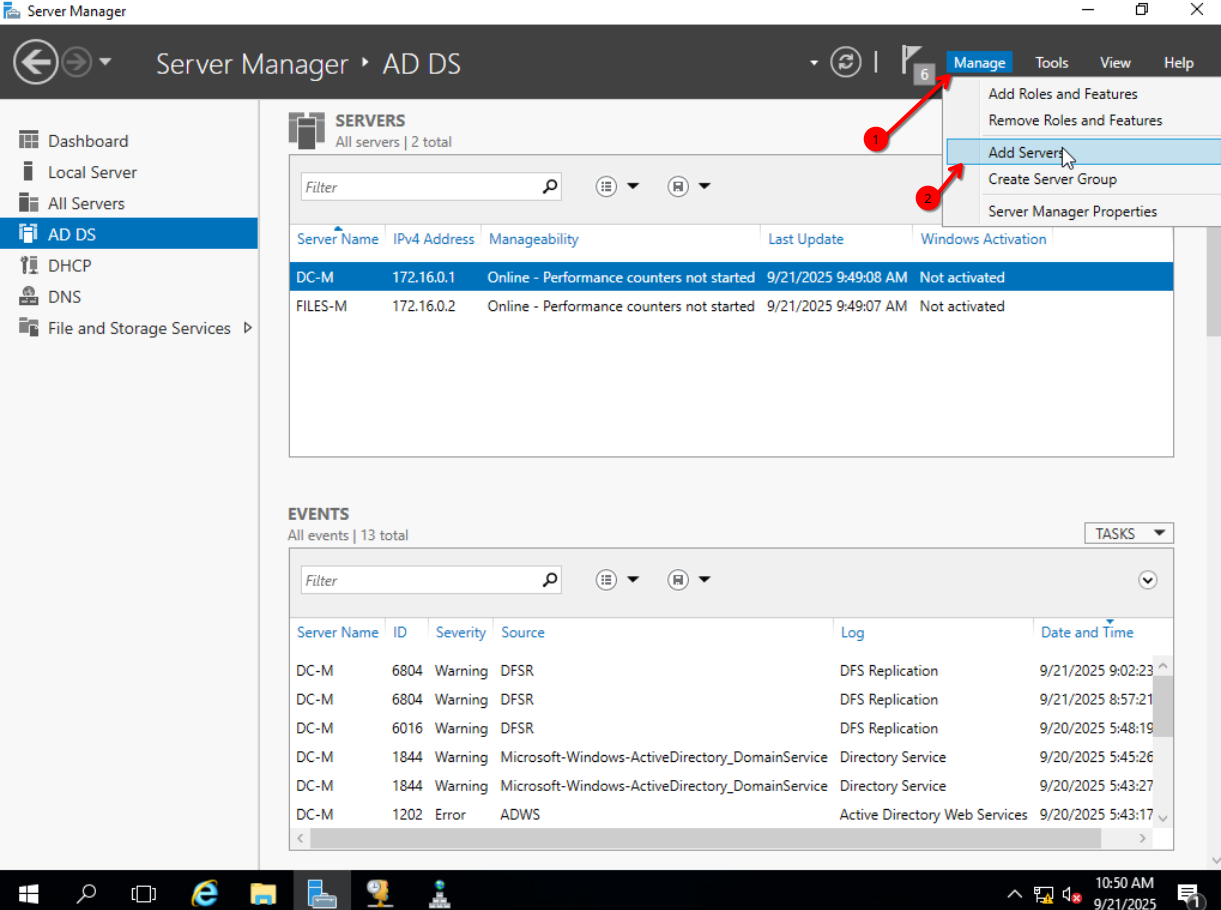 Server Manager
Server Manager ‣ AD DS
6
Manage Tools View Help
1
Add Roles and Features
Remove Roles and Features
Add Servers
2
Create Server Group
Server Manager Properties
Dashboard
Local Server
All Servers
AD DS
DHCP
DNS
File and Storage Services
SERVERS
All servers | 2 total
Filter
Server Name IPv4 Address Manageability Last Update Windows Activation
DC-M 172.16.0.1 Online - Performance counters not started 9/21/2025 9:49:08 AM Not activated
FILES-M 172.16.0.2 Online - Performance counters not started 9/21/2025 9:49:07 AM Not activated
EVENTS
All events | 13 total
TASKS
Filter
Server Name ID Severity Source Log Date and Time
DC-M 6804 Warning DFSR DFS Replication 9/21/2025 9:02:23
DC-M 6804 Warning DFSR DFS Replication 9/21/2025 8:57:21
DC-M 6016 Warning DFSR DFS Replication 9/20/2025 5:48:19
DC-M 1844 Warning Microsoft-Windows-ActiveDirectory_DomainService Directory Service 9/20/2025 5:45:26
DC-M 1844 Warning Microsoft-Windows-ActiveDirectory_DomainService Directory Service 9/20/2025 5:43:27
DC-M 1202 Error ADWS Active Directory Web Services 9/20/2025 5:43:17
10:50 AM
9/21/2025
1